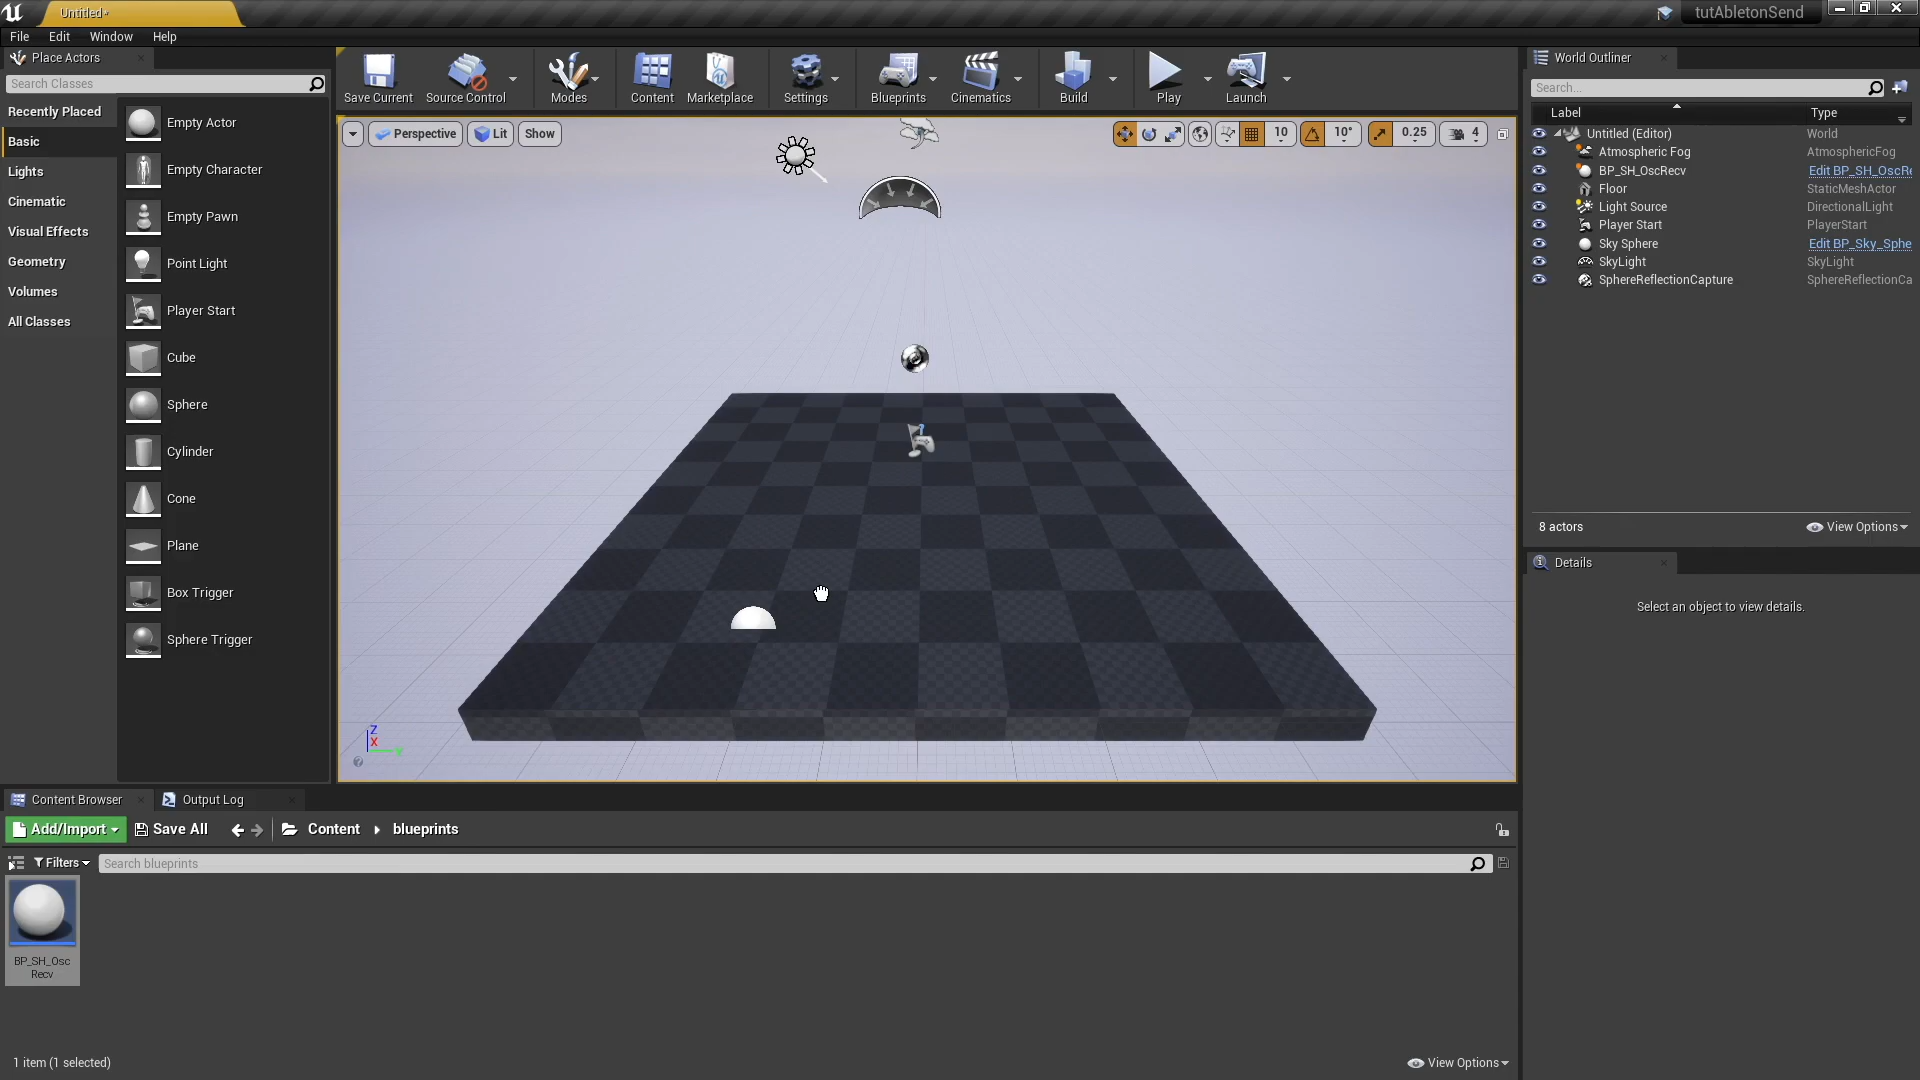 Untitled*
tutAbletonSend
File Edit Window Help
Place Actors
Search Classes
Recently Placed
Basic
Lights
Cinematic
Visual Effects
Geometry
Volumes
All Classes
Empty Actor
Empty Character
Empty Pawn
Point Light
Player Start
Cube
Sphere
Cylinder
Cone
Plane
Box Trigger
Sphere Trigger
Save Current
Source Control
Modes
Content
Marketplace
Settings
Blueprints
Cinematics
Build
Play
Launch
Perspective
Lit
Show
10
10°
0.25
4
Z
X
Y
World Outliner
Search...
Label Type
Untitled (Editor) World
Atmospheric Fog AtmosphericFog
BP_SH_OscRecv Edit BP_SH_OscRe
Floor StaticMeshActor
Light Source DirectionalLight
Player Start PlayerStart
Sky Sphere Edit BP_Sky_Sphe
SkyLight SkyLight
SphereReflectionCapture SphereReflectionCa
8 actors
View Options
Details
Select an object to view details.
Content Browser
Output Log
Add/Import
Save All
Content
blueprints
Filters
Search blueprints
BP_SH_Osc
Recv
1 item (1 selected)
View Options